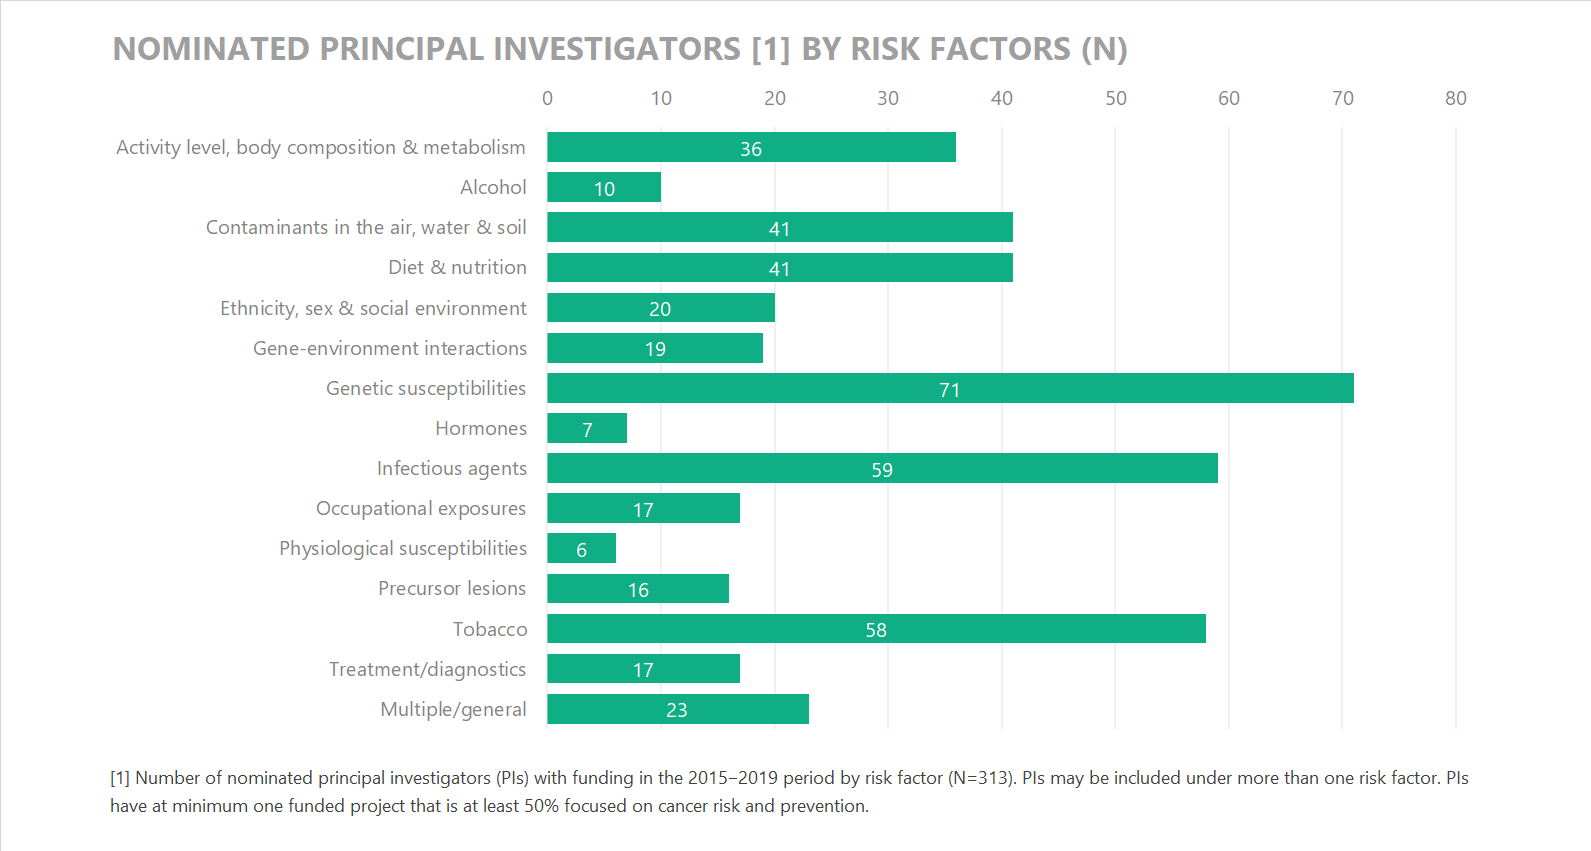 NOMINATED PRINCIPAL INVESTIGATORS [1] BY RISK FACTORS (N)
0 10 20 30 40 50 60 70 80
Activity level, body composition & metabolism 36
Alcohol 10
Contaminants in the air, water & soil 41
Diet & nutrition 41
Ethnicity, sex & social environment 20
Gene-environment interactions 19
Genetic susceptibilities 71
Hormones 7
Infectious agents 59
Occupational exposures 17
Physiological susceptibilities 6
Precursor lesions 16
Tobacco 58
Treatment/diagnostics 17
Multiple/general 23
[1] Number of nominated principal investigators (PIs) with funding in the 2015–2019 period by risk factor (N=313). PIs may be included under more than one risk factor. PIs
have at minimum one funded project that is at least 50% focused on cancer risk and prevention.